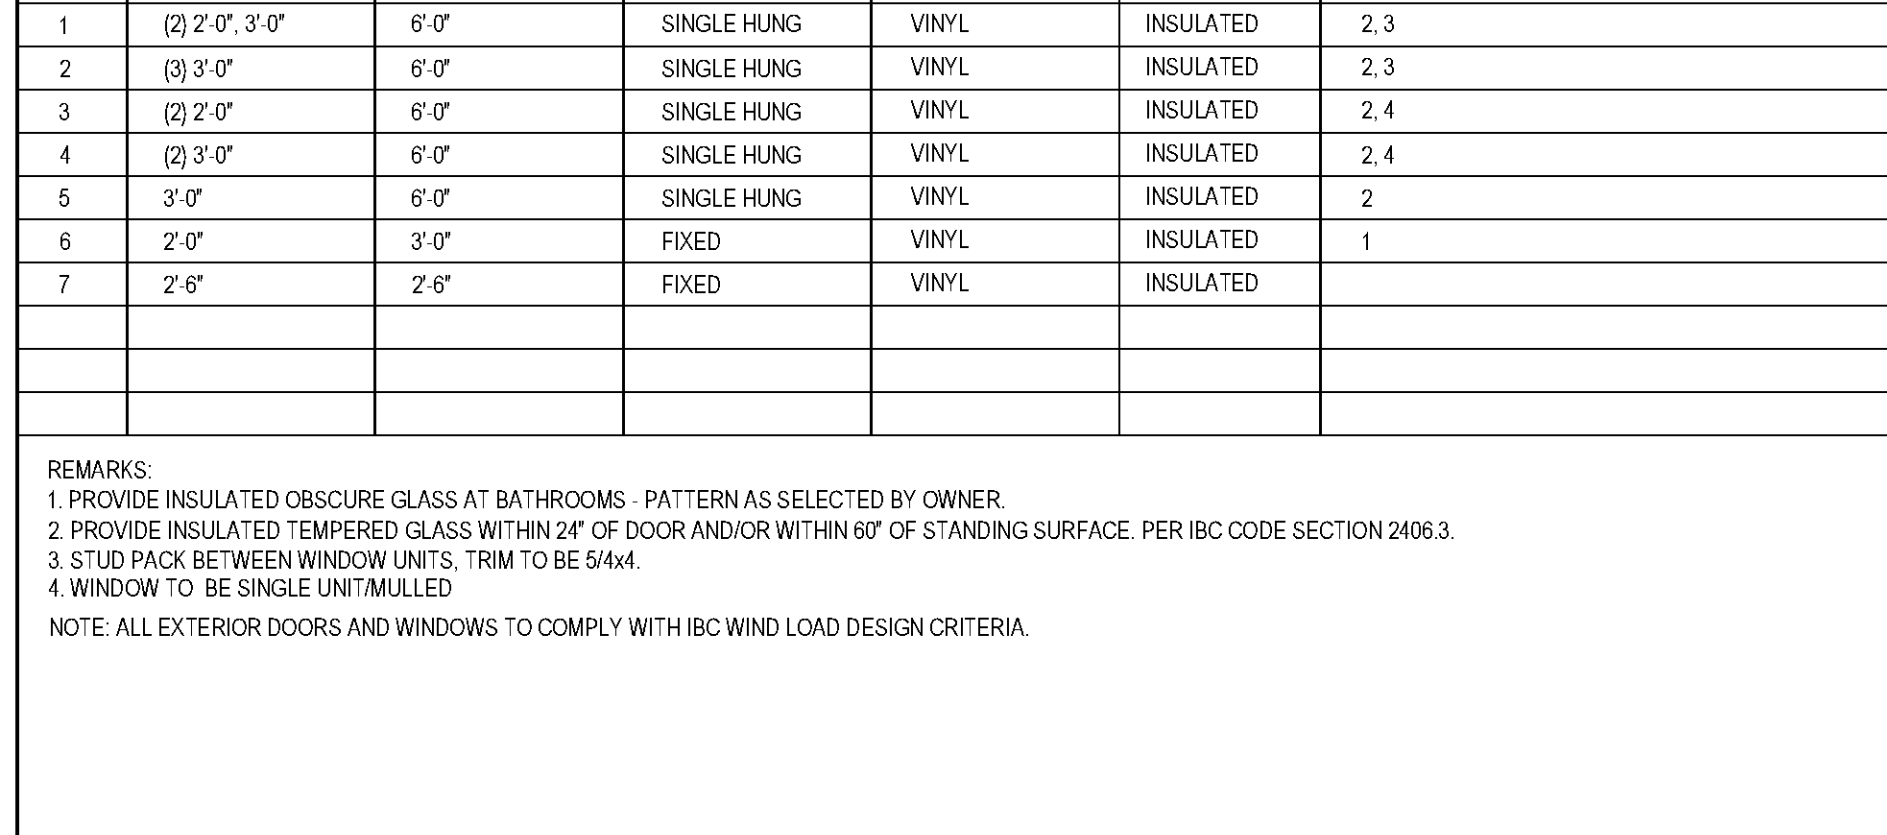 1 (2) 2'-0", 3'-0" 6'-0" SINGLE HUNG VINYL INSULATED 2, 3
2 (3) 3'-0" 6'-0" SINGLE HUNG VINYL INSULATED 2, 3
3 (2) 2'-0" 6'-0" SINGLE HUNG VINYL INSULATED 2, 4
4 (2) 3'-0" 6'-0" SINGLE HUNG VINYL INSULATED 2, 4
5 3'-0" 6'-0" SINGLE HUNG VINYL INSULATED 2
6 2'-0" 3'-0" FIXED VINYL INSULATED 1
7 2'-6" 2'-6" FIXED VINYL INSULATED
REMARKS:
1. PROVIDE INSULATED OBSCURE GLASS AT BATHROOMS - PATTERN AS SELECTED BY OWNER.
2. PROVIDE INSULATED TEMPERED GLASS WITHIN 24" OF DOOR AND/OR WITHIN 60" OF STANDING SURFACE. PER IBC CODE SECTION 2406.3.
3. STUD PACK BETWEEN WINDOW UNITS, TRIM TO BE 5/4x4.
4. WINDOW TO BE SINGLE UNIT/MULLED
NOTE: ALL EXTERIOR DOORS AND WINDOWS TO COMPLY WITH IBC WIND LOAD DESIGN CRITERIA.